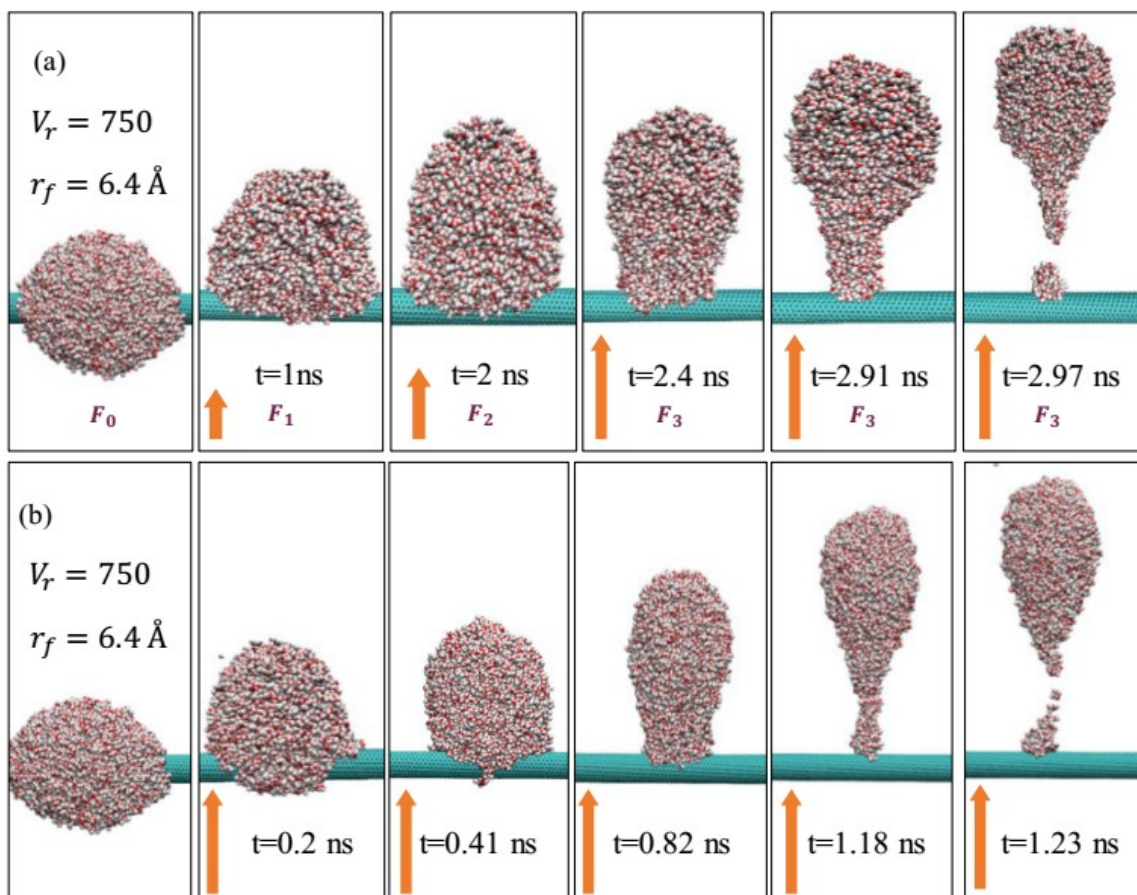 (a)
V_r = 750
r_f = 6.4 Å
F_0
t=1ns
F_1
t=2 ns
F_2
t=2.4 ns
F_3
t=2.91 ns
F_3
t=2.97 ns
F_3
(b)
V_r = 750
r_f = 6.4 Å
t=0.2 ns
t=0.41 ns
t=0.82 ns
t=1.18 ns
t=1.23 ns